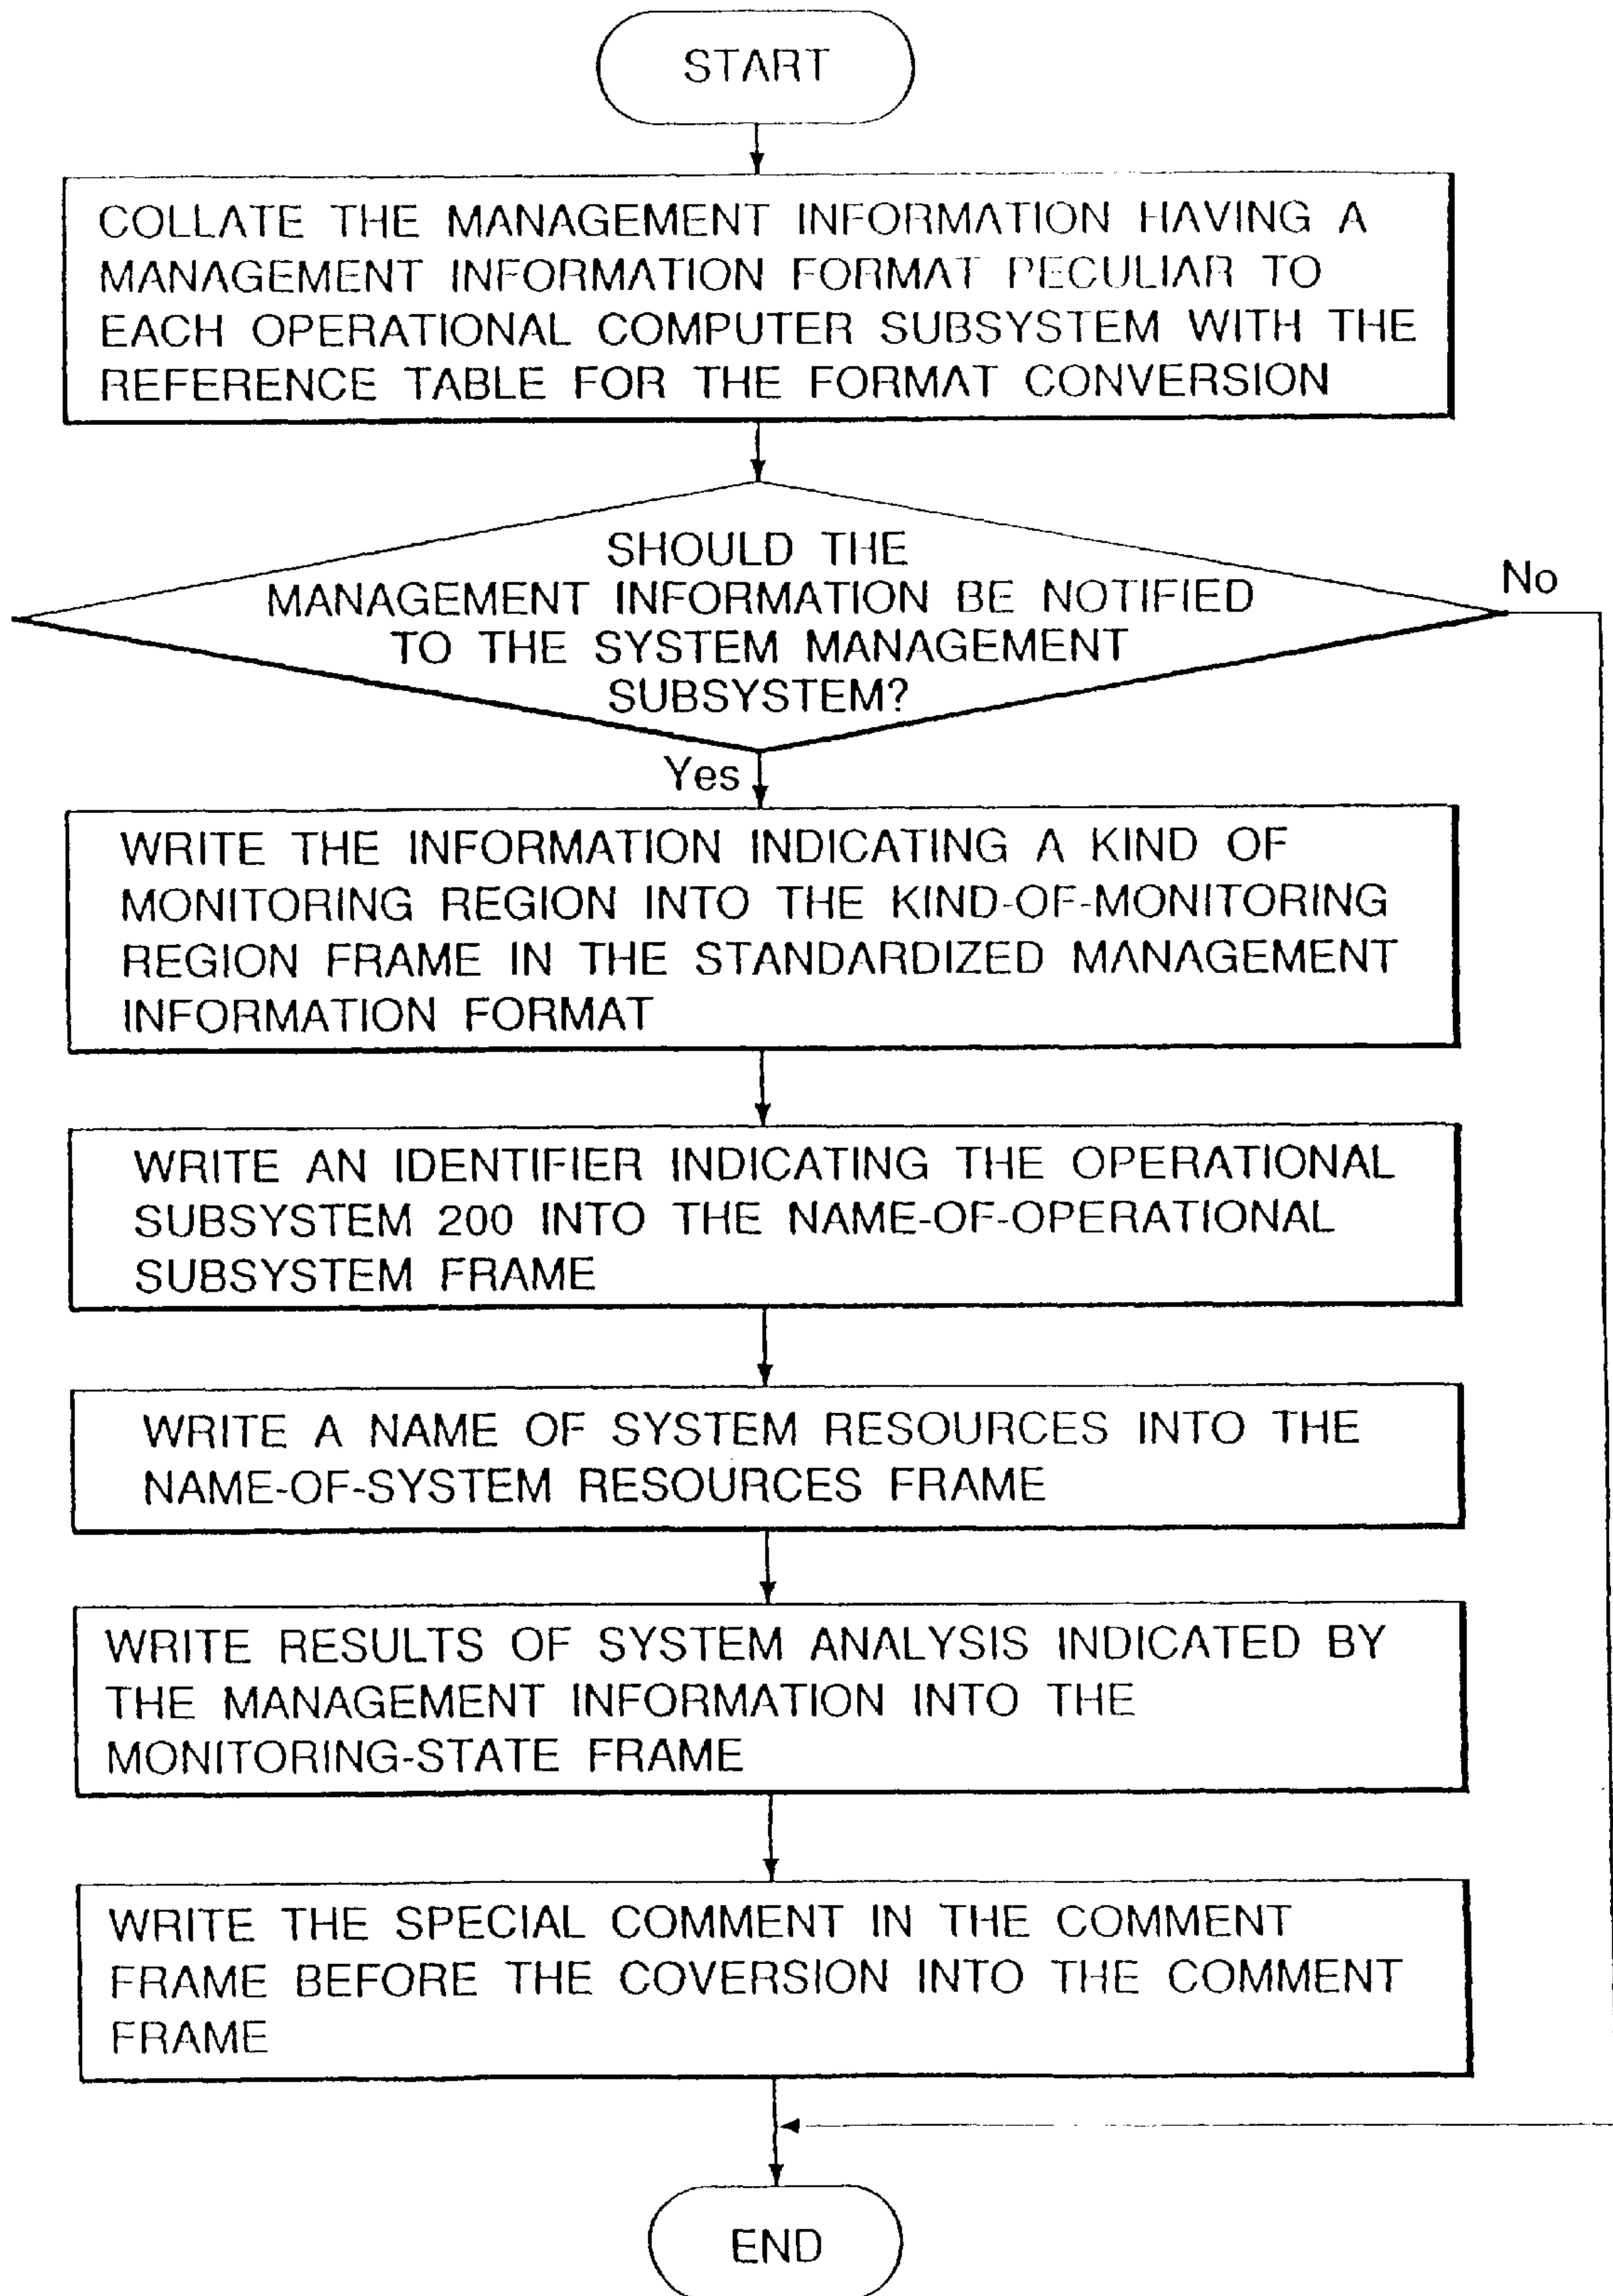 START
COLLATE THE MANAGEMENT INFORMATION HAVING A
MANAGEMENT INFORMATION FORMAT PECULIAR TO
EACH OPERATIONAL COMPUTER SUBSYSTEM WITH THE
REFERENCE TABLE FOR THE FORMAT CONVERSION
SHOULD THE
MANAGEMENT INFORMATION BE NOTIFIED
TO THE SYSTEM MANAGEMENT
SUBSYSTEM?
No
Yes
WRITE THE INFORMATION INDICATING A KIND OF
MONITORING REGION INTO THE KIND-OF-MONITORING
REGION FRAME IN THE STANDARDIZED MANAGEMENT
INFORMATION FORMAT
WRITE AN IDENTIFIER INDICATING THE OPERATIONAL
SUBSYSTEM 200 INTO THE NAME-OF-OPERATIONAL
SUBSYSTEM FRAME
WRITE A NAME OF SYSTEM RESOURCES INTO THE
NAME-OF-SYSTEM RESOURCES FRAME
WRITE RESULTS OF SYSTEM ANALYSIS INDICATED BY
THE MANAGEMENT INFORMATION INTO THE
MONITORING-STATE FRAME
WRITE THE SPECIAL COMMENT IN THE COMMENT
FRAME BEFORE THE COVERSION INTO THE COMMENT
FRAME
END